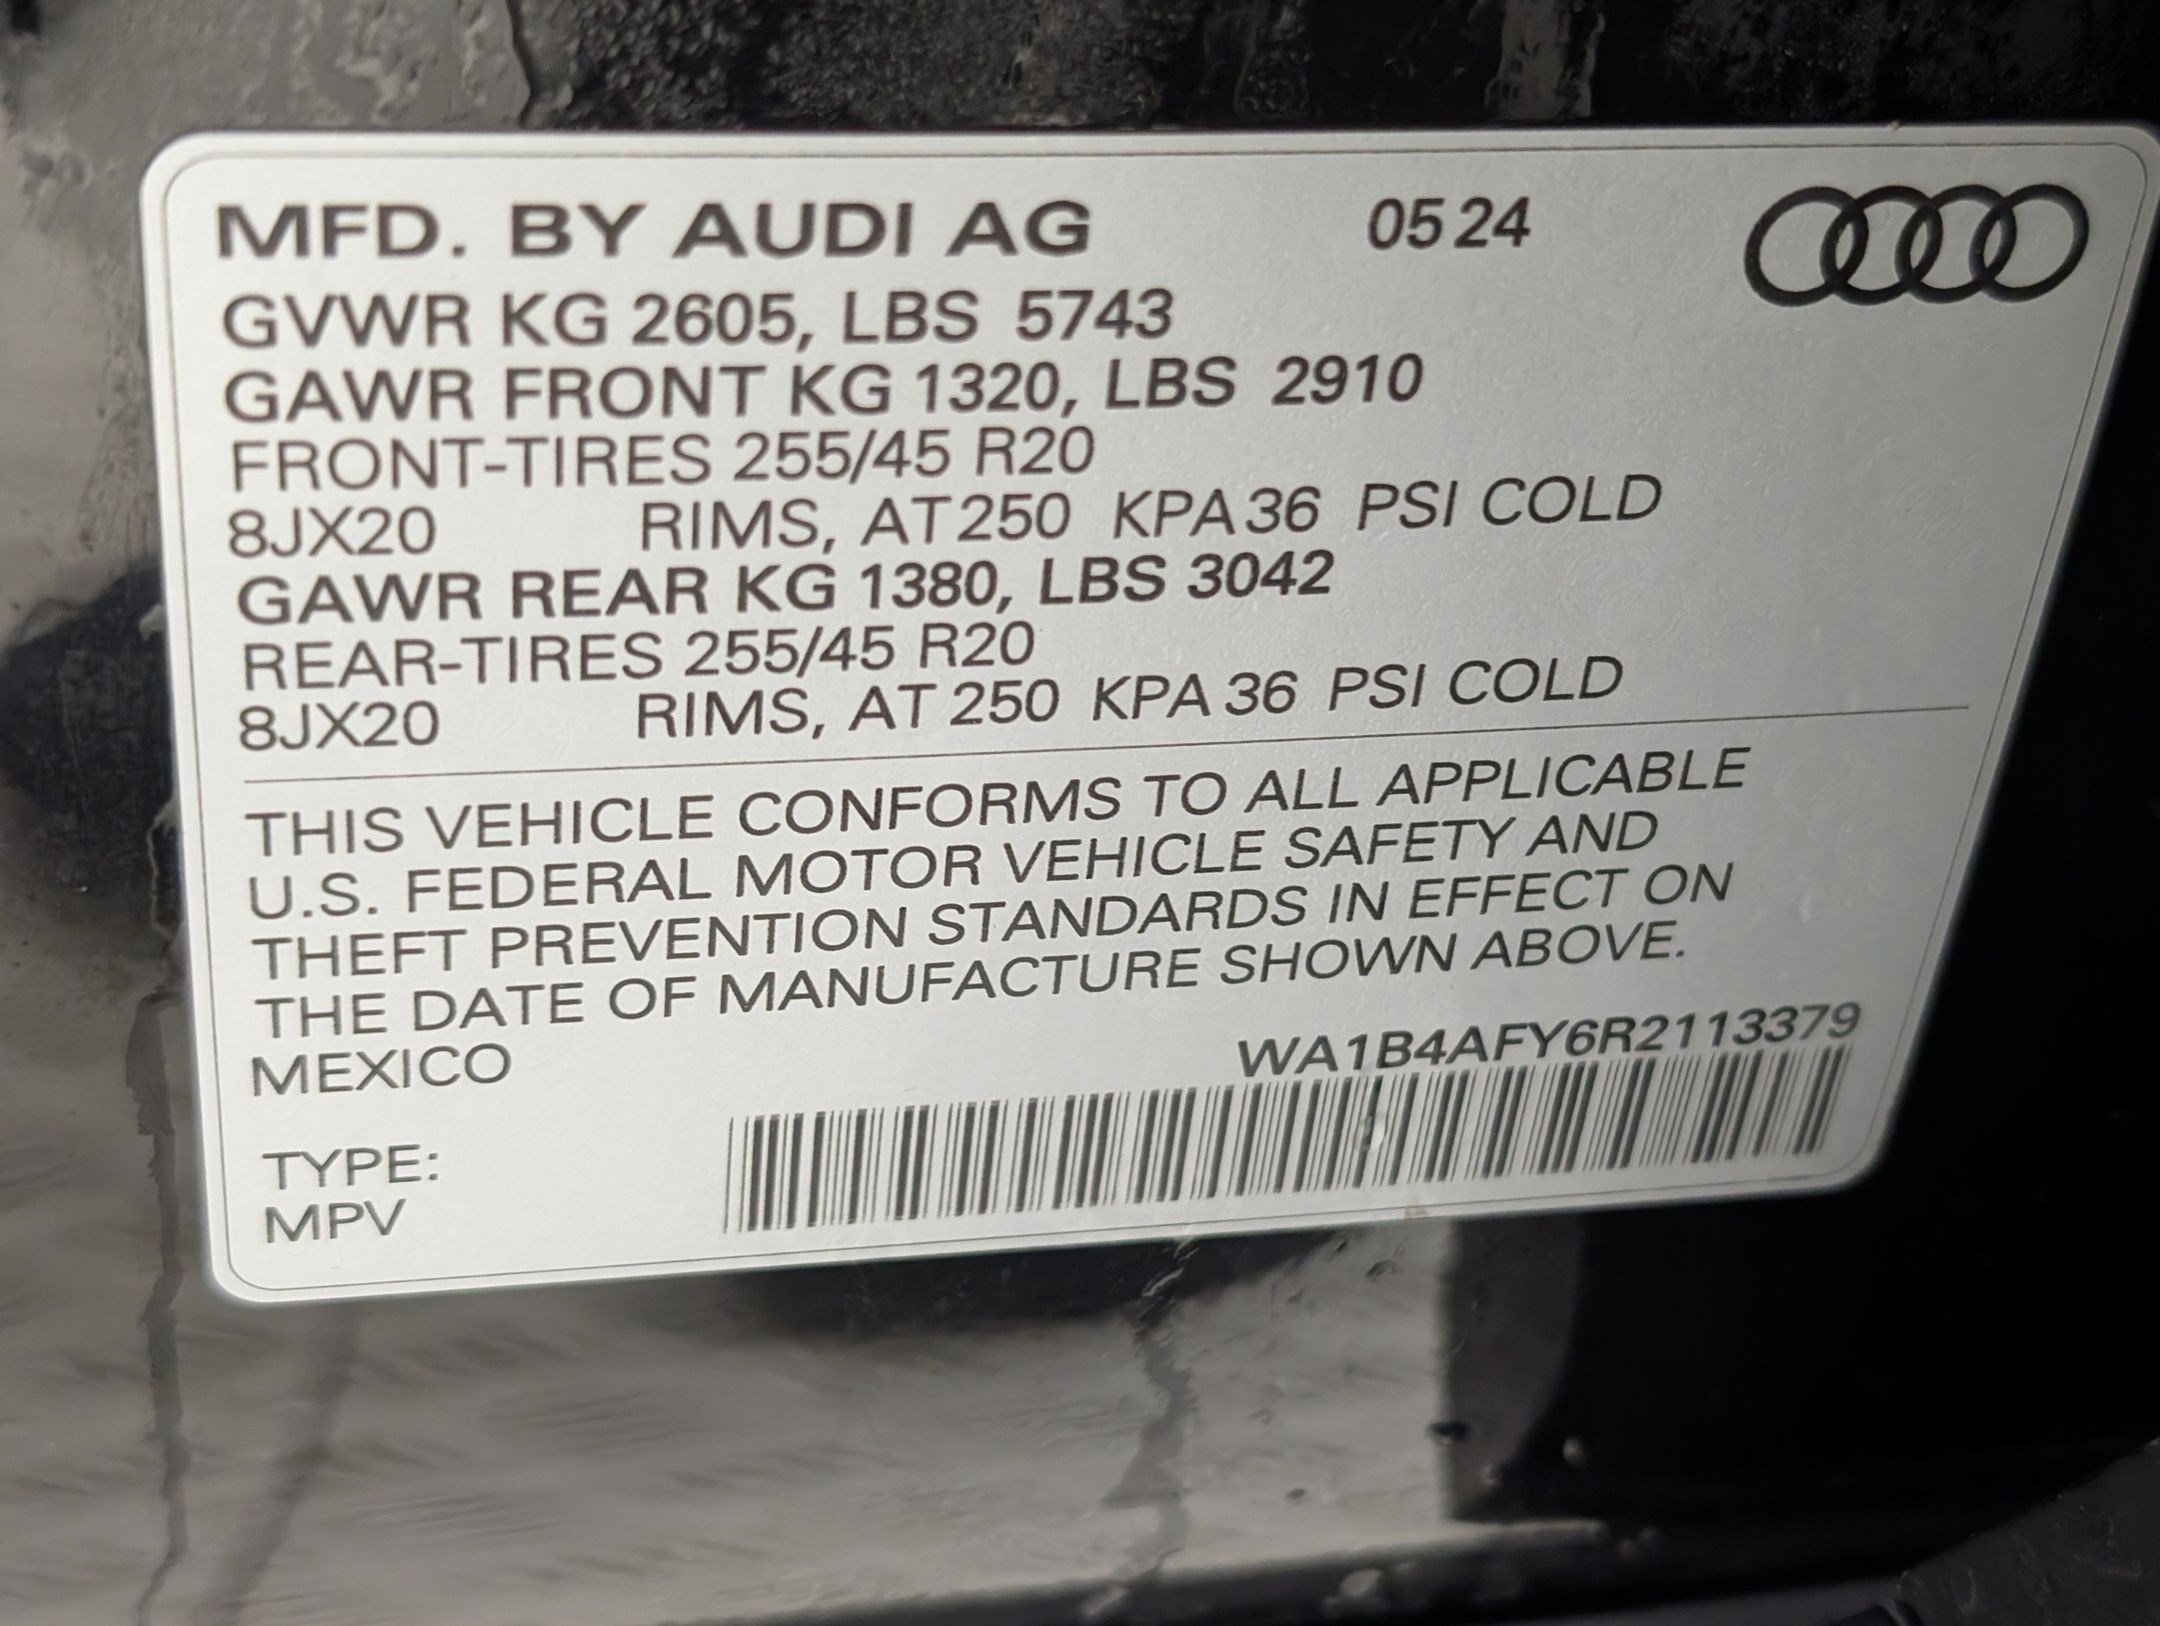 MFD. BY AUDI AG 05 24
GVWR KG 2605, LBS 5743
GAWR FRONT KG 1320, LBS 2910
FRONT-TIRES 255/45 R20
8JX20 RIMS, AT 250 KPA 36 PSI COLD
GAWR REAR KG 1380, LBS 3042
REAR-TIRES 255/45 R20
8JX20 RIMS, AT 250 KPA 36 PSI COLD
THIS VEHICLE CONFORMS TO ALL APPLICABLE
U.S. FEDERAL MOTOR VEHICLE SAFETY AND
THEFT PREVENTION STANDARDS IN EFFECT ON
THE DATE OF MANUFACTURE SHOWN ABOVE.
MEXICO WA1B4AFY6R2113379
TYPE:
MPV